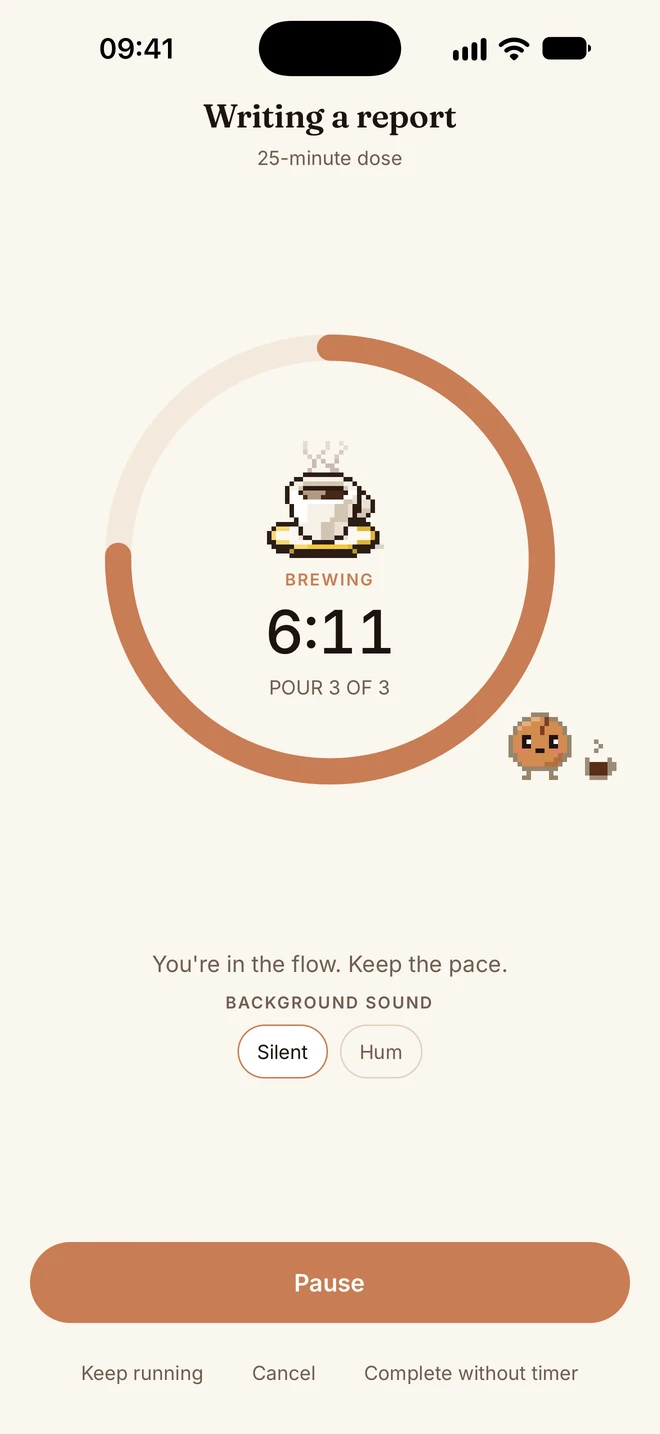 09:41
Writing a report
25-minute dose
BREWING
6:11
POUR 3 OF 3
You're in the flow. Keep the pace.
BACKGROUND SOUND
Silent Hum
Pause
Keep running Cancel Complete without timer